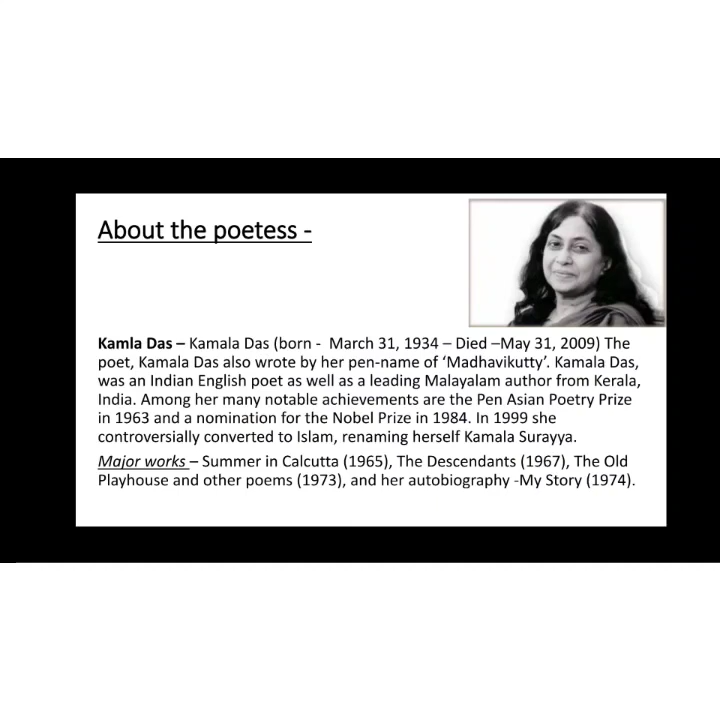 About the poetess -
Kamla Das – Kamala Das (born -  March 31, 1934 – Died –May 31, 2009) The
poet, Kamala Das also wrote by her pen-name of ‘Madhavikutty’. Kamala Das,
was an Indian English poet as well as a leading Malayalam author from Kerala,
India. Among her many notable achievements are the Pen Asian Poetry Prize
in 1963 and a nomination for the Nobel Prize in 1984. In 1999 she
controversially converted to Islam, renaming herself Kamala Surayya.
Major works – Summer in Calcutta (1965), The Descendants (1967), The Old
Playhouse and other poems (1973), and her autobiography -My Story (1974).